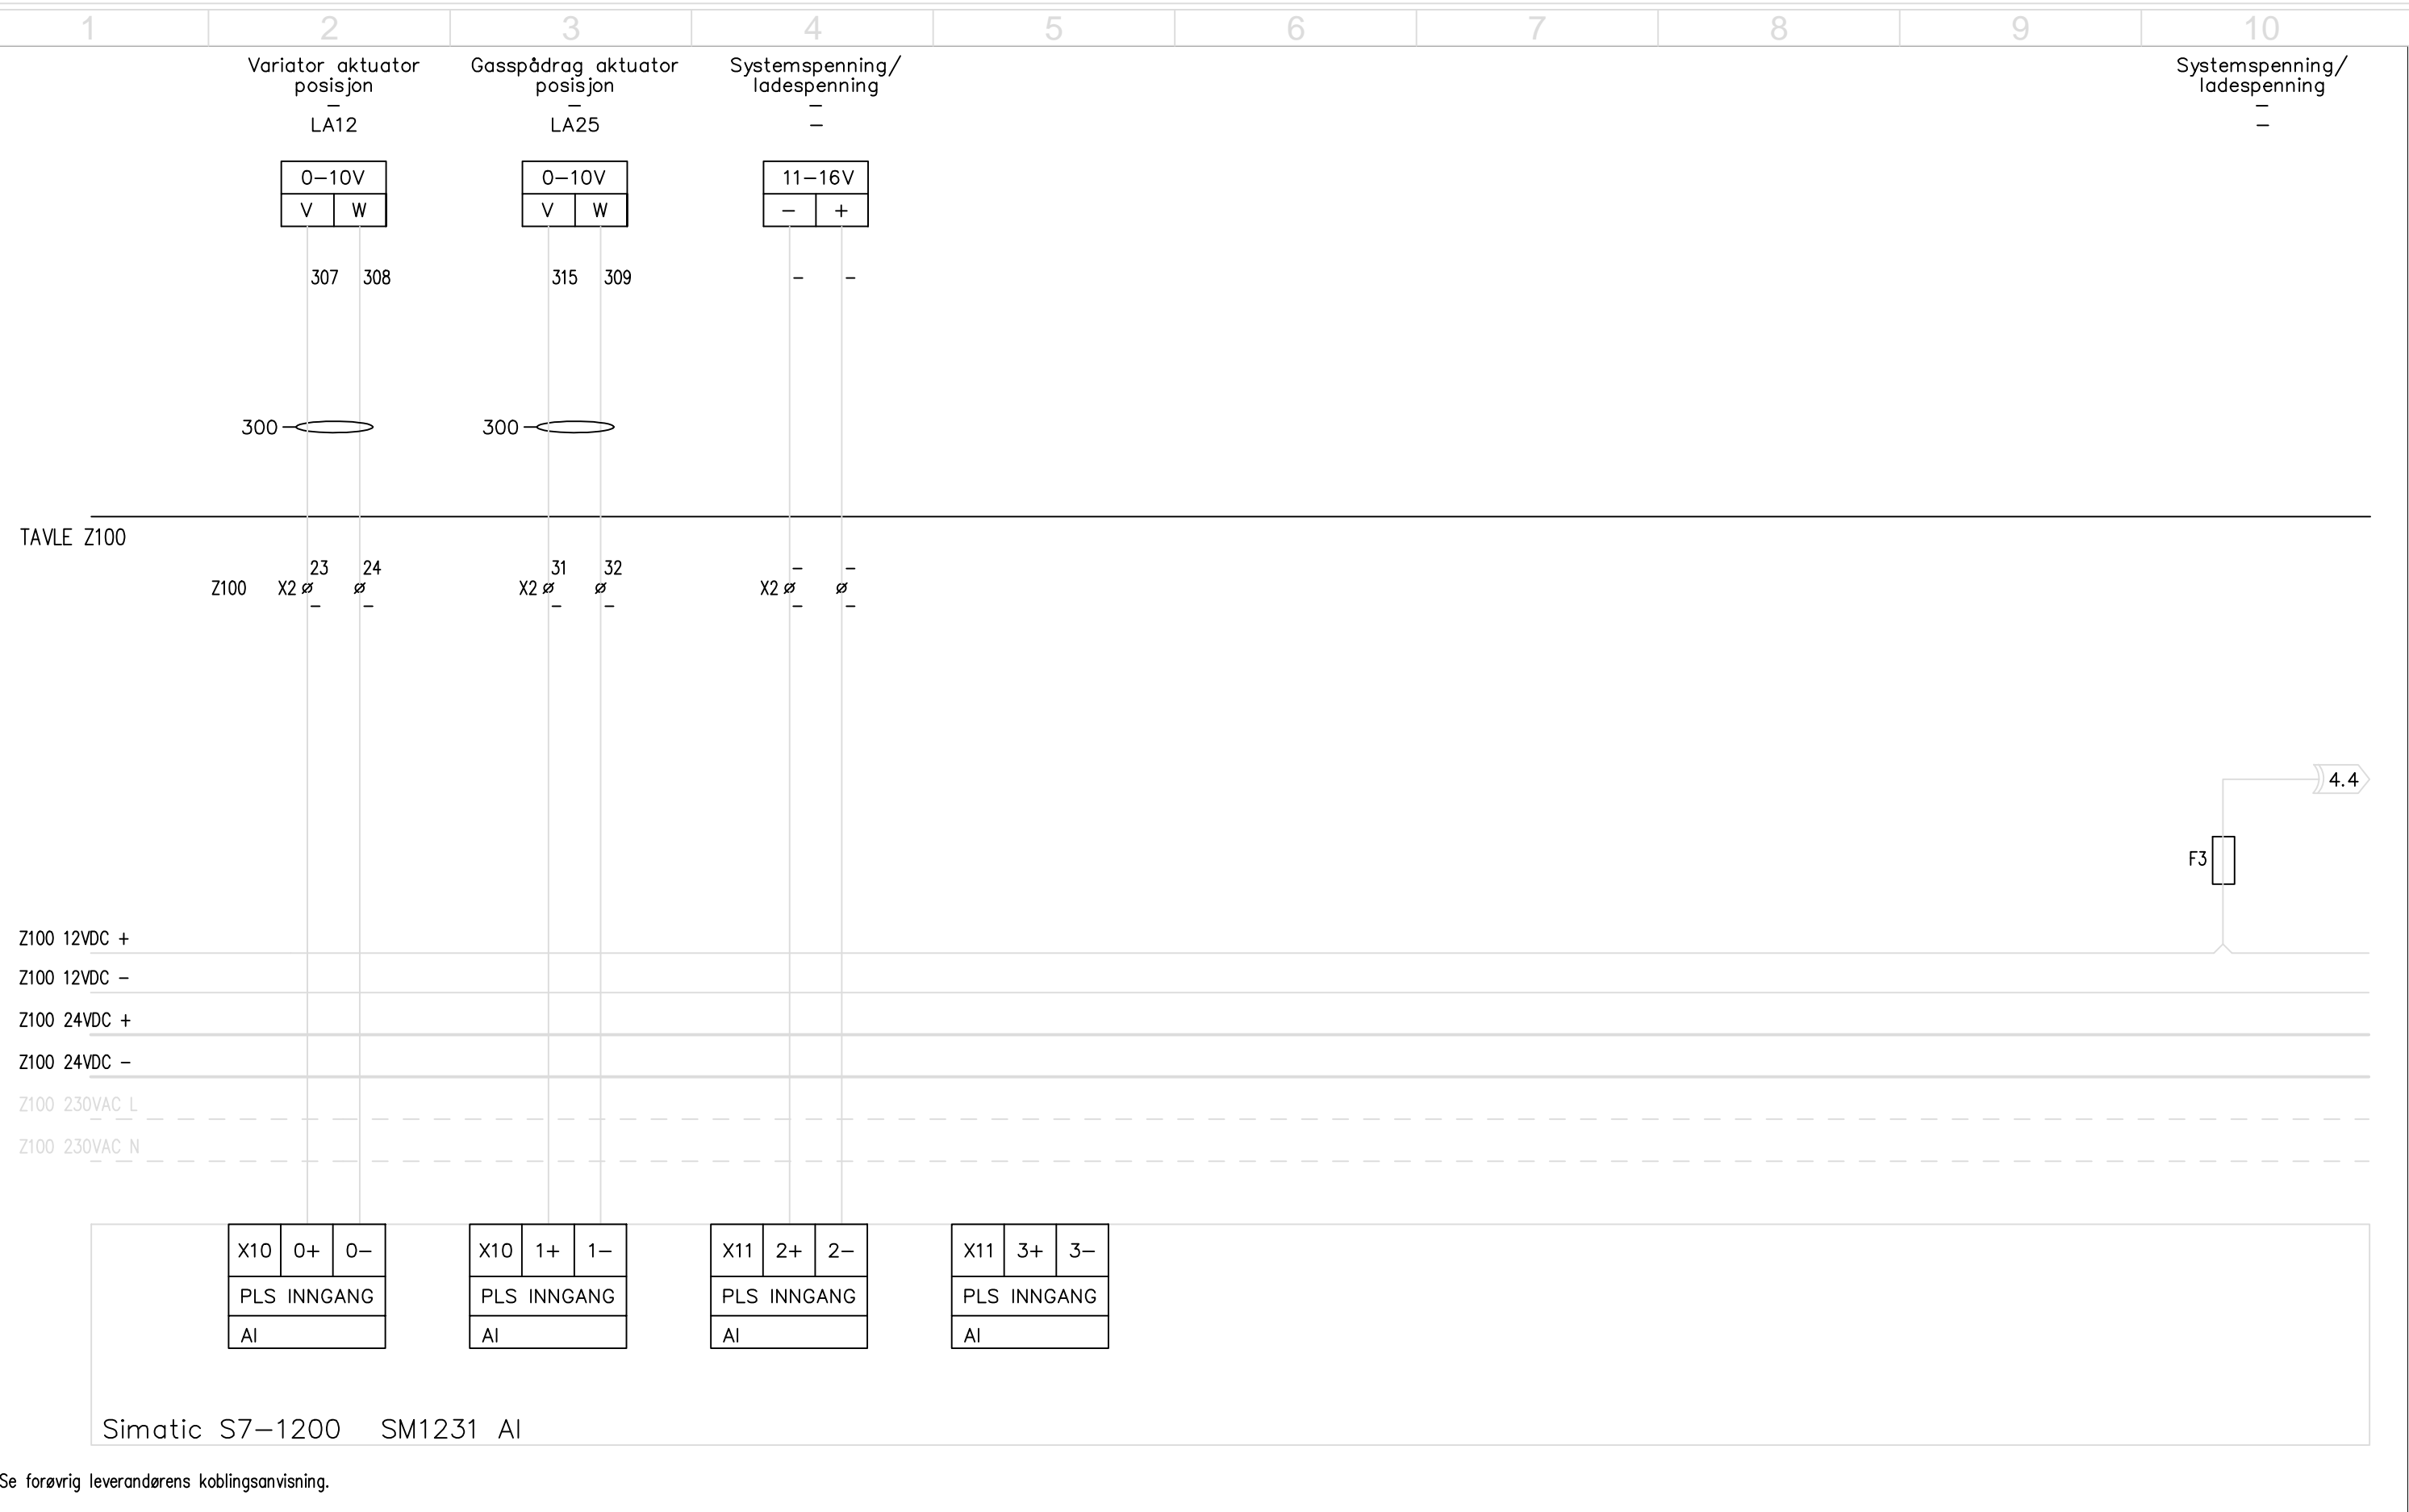 1 2 3 4 5 6 7 8 9 10
Variator aktuator
posisjon
–
LA12
Gasspådrag aktuator
posisjon
–
LA25
Systemspenning/
ladespenning
–
–
Systemspenning/
ladespenning
–
–
0–10V
V W
0–10V
V W
11–16V
– +
307 308 315 309 – –
300 300
TAVLE Z100
23 24 31 32 – –
Z100 X2 X2 X2
– – – – – –
4.4
F3
Z100 12VDC +
Z100 12VDC –
Z100 24VDC +
Z100 24VDC –
Z100 230VAC L
Z100 230VAC N
X10 0+ 0– X10 1+ 1– X11 2+ 2– X11 3+ 3–
PLS INNGANG PLS INNGANG PLS INNGANG PLS INNGANG
AI AI AI AI
Simatic S7–1200 SM1231 AI
Se forøvrig leverandørens koblingsanvisning.